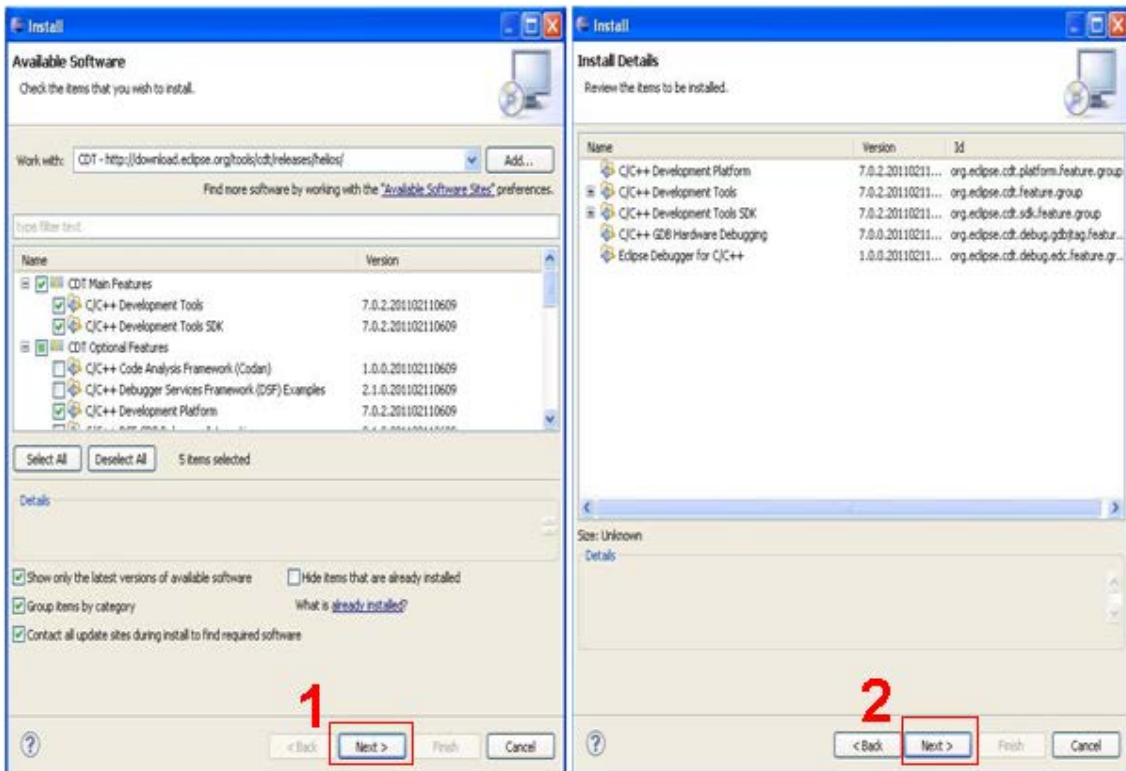 Install
Available Software
Check the items that you wish to install.
Work with: CDT - http://download.eclipse.org/tools/cdt/releases/helios/ Add...
Find more software by working with the "Available Software Sites" preferences.
type filter text
Name Version
CDT Main Features
C/C++ Development Tools 7.0.2.201102110609
C/C++ Development Tools SDK 7.0.2.201102110609
CDT Optional Features
C/C++ Code Analysis Framework (Codan) 1.0.0.201102110609
C/C++ Debugger Services Framework (DSF) Examples 2.1.0.201102110609
C/C++ Development Platform 7.0.2.201102110609
Select All Deselect All 5 items selected
Details
Show only the latest versions of available software Hide items that are already installed
Group items by category What is already installed?
Contact all update sites during install to find required software
1
? < Back Next > Finish Cancel
Install
Install Details
Review the items to be installed.
Name Version Id
C/C++ Development Platform 7.0.2.20110211... org.eclipse.cdt.platform.feature.group
C/C++ Development Tools 7.0.2.20110211... org.eclipse.cdt.feature.group
C/C++ Development Tools SDK 7.0.2.20110211... org.eclipse.cdt.sdk.feature.group
C/C++ GDB Hardware Debugging 7.0.0.20110211... org.eclipse.cdt.debug.gdbjtag.featur...
Eclipse Debugger for C/C++ 1.0.0.20110211... org.eclipse.cdt.debug.edc.feature.gr...
Size: Unknown
Details
2
? < Back Next > Finish Cancel